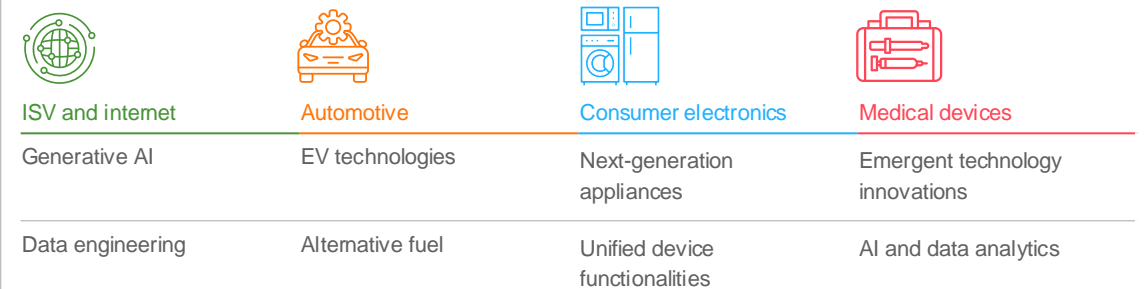 ISV and internet
Automotive
Consumer electronics
Medical devices
Generative AI
EV technologies
Next-generation
appliances
Emergent technology
innovations
Data engineering
Alternative fuel
Unified device
functionalities
AI and data analytics